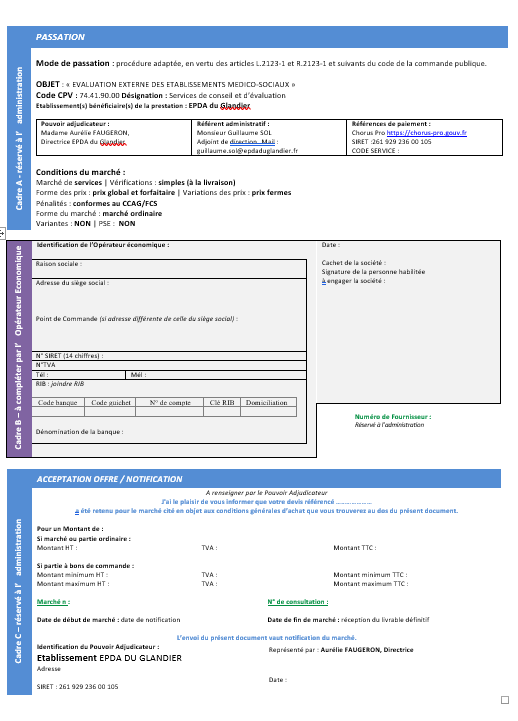 PASSATION
Cadre A - réservé à l' administration
Mode de passation : procédure adaptée, en vertu des articles L.2123-1 et R.2123-1 et suivants du code de la commande publique.
OBJET : « EVALUATION EXTERNE DES ETABLISSEMENTS MEDICO-SOCIAUX »
Code CPV : 74.41.90.00 Désignation : Services de conseil et d'évaluation
Etablissement(s) bénéficiaire(s) de la prestation : EPDA du Glandier
Pouvoir adjudicateur :
Madame Aurélie FAUGERON,
Directrice EPDA du Glandier
Référent administratif :
Monsieur Guillaume SOL
Adjoint de direction Mail :
guillaume.sol@epdaduglandier.fr
Références de paiement :
Chorus Pro https://chorus-pro.gouv.fr
SIRET :261 929 236 00 105
CODE SERVICE :
Conditions du marché :
Marché de services | Vérifications : simples (à la livraison)
Forme des prix : prix global et forfaitaire | Variations des prix : prix fermes
Pénalités : conformes au CCAG/FCS
Forme du marché : marché ordinaire
Variantes : NON | PSE : NON
Cadre B – à compléter par l' Opérateur Economique
Identification de l'Opérateur économique :
Raison sociale :
Adresse du siège social :
Point de Commande (si adresse différente de celle du siège social) :
N° SIRET (14 chiffres) :
N°TVA
Tél : Mél :
RIB : joindre RIB
Code banque Code guichet N° de compte Clé RIB Domiciliation
Dénomination de la banque :
Date :
Cachet de la société :
Signature de la personne habilitée
à engager la société :
Numéro de Fournisseur :
Réservé à l'administration
ACCEPTATION OFFRE / NOTIFICATION
Cadre C – réservé à l' administration
A renseigner par le Pouvoir Adjudicateur
J'ai le plaisir de vous informer que votre devis référencé ....................
a été retenu pour le marché cité en objet aux conditions générales d'achat que vous trouverez au dos du présent document.
Pour un Montant de :
Si marché ou partie ordinaire :
Montant HT : TVA : Montant TTC :
Si partie à bons de commande :
Montant minimum HT : TVA : Montant minimum TTC :
Montant maximum HT : TVA : Montant maximum TTC :
Marché n : N° de consultation :
Date de début de marché : date de notification Date de fin de marché : réception du livrable définitif
L'envoi du présent document vaut notification du marché.
Identification du Pouvoir Adjudicateur :
Représenté par : Aurélie FAUGERON, Directrice
Etablissement EPDA DU GLANDIER
Adresse
Date :
SIRET : 261 929 236 00 105